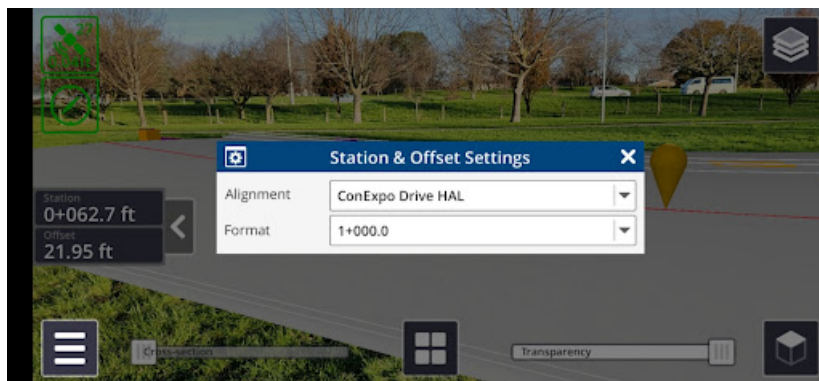 Station & Offset Settings
Alignment
ConExpo Drive HAL
Format
1+000.0
Station
0+062.7 ft
Offset
21.95 ft
Cross-section
Transparency